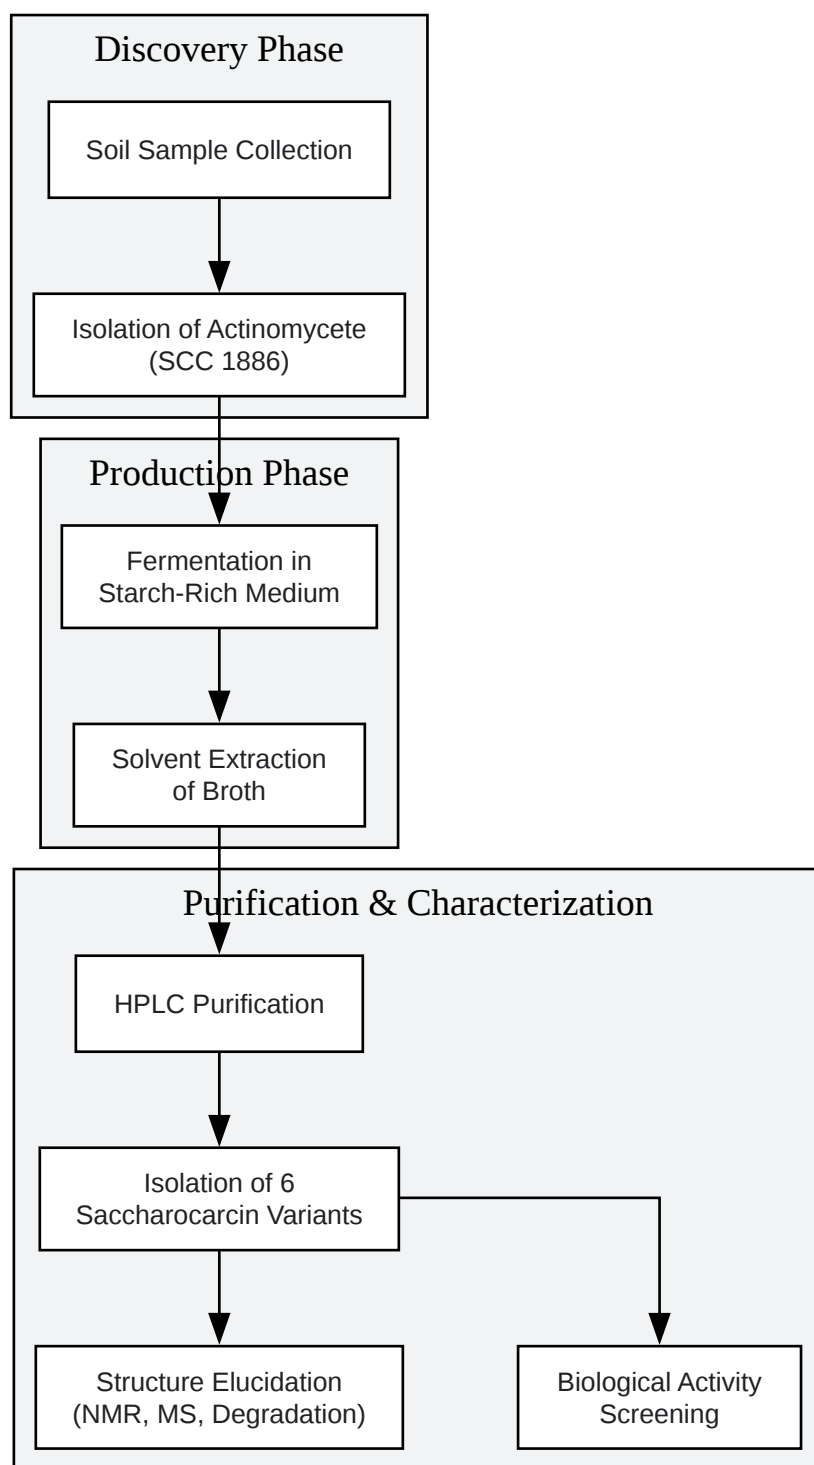 Discovery Phase
Soil Sample Collection
Isolation of Actinomycete
(SCC 1886)
Production Phase
Fermentation in
Starch-Rich Medium
Solvent Extraction
of Broth
Purification & Characterization
HPLC Purification
Isolation of 6
Saccharocarcin Variants
Structure Elucidation
(NMR, MS, Degradation)
Biological Activity
Screening